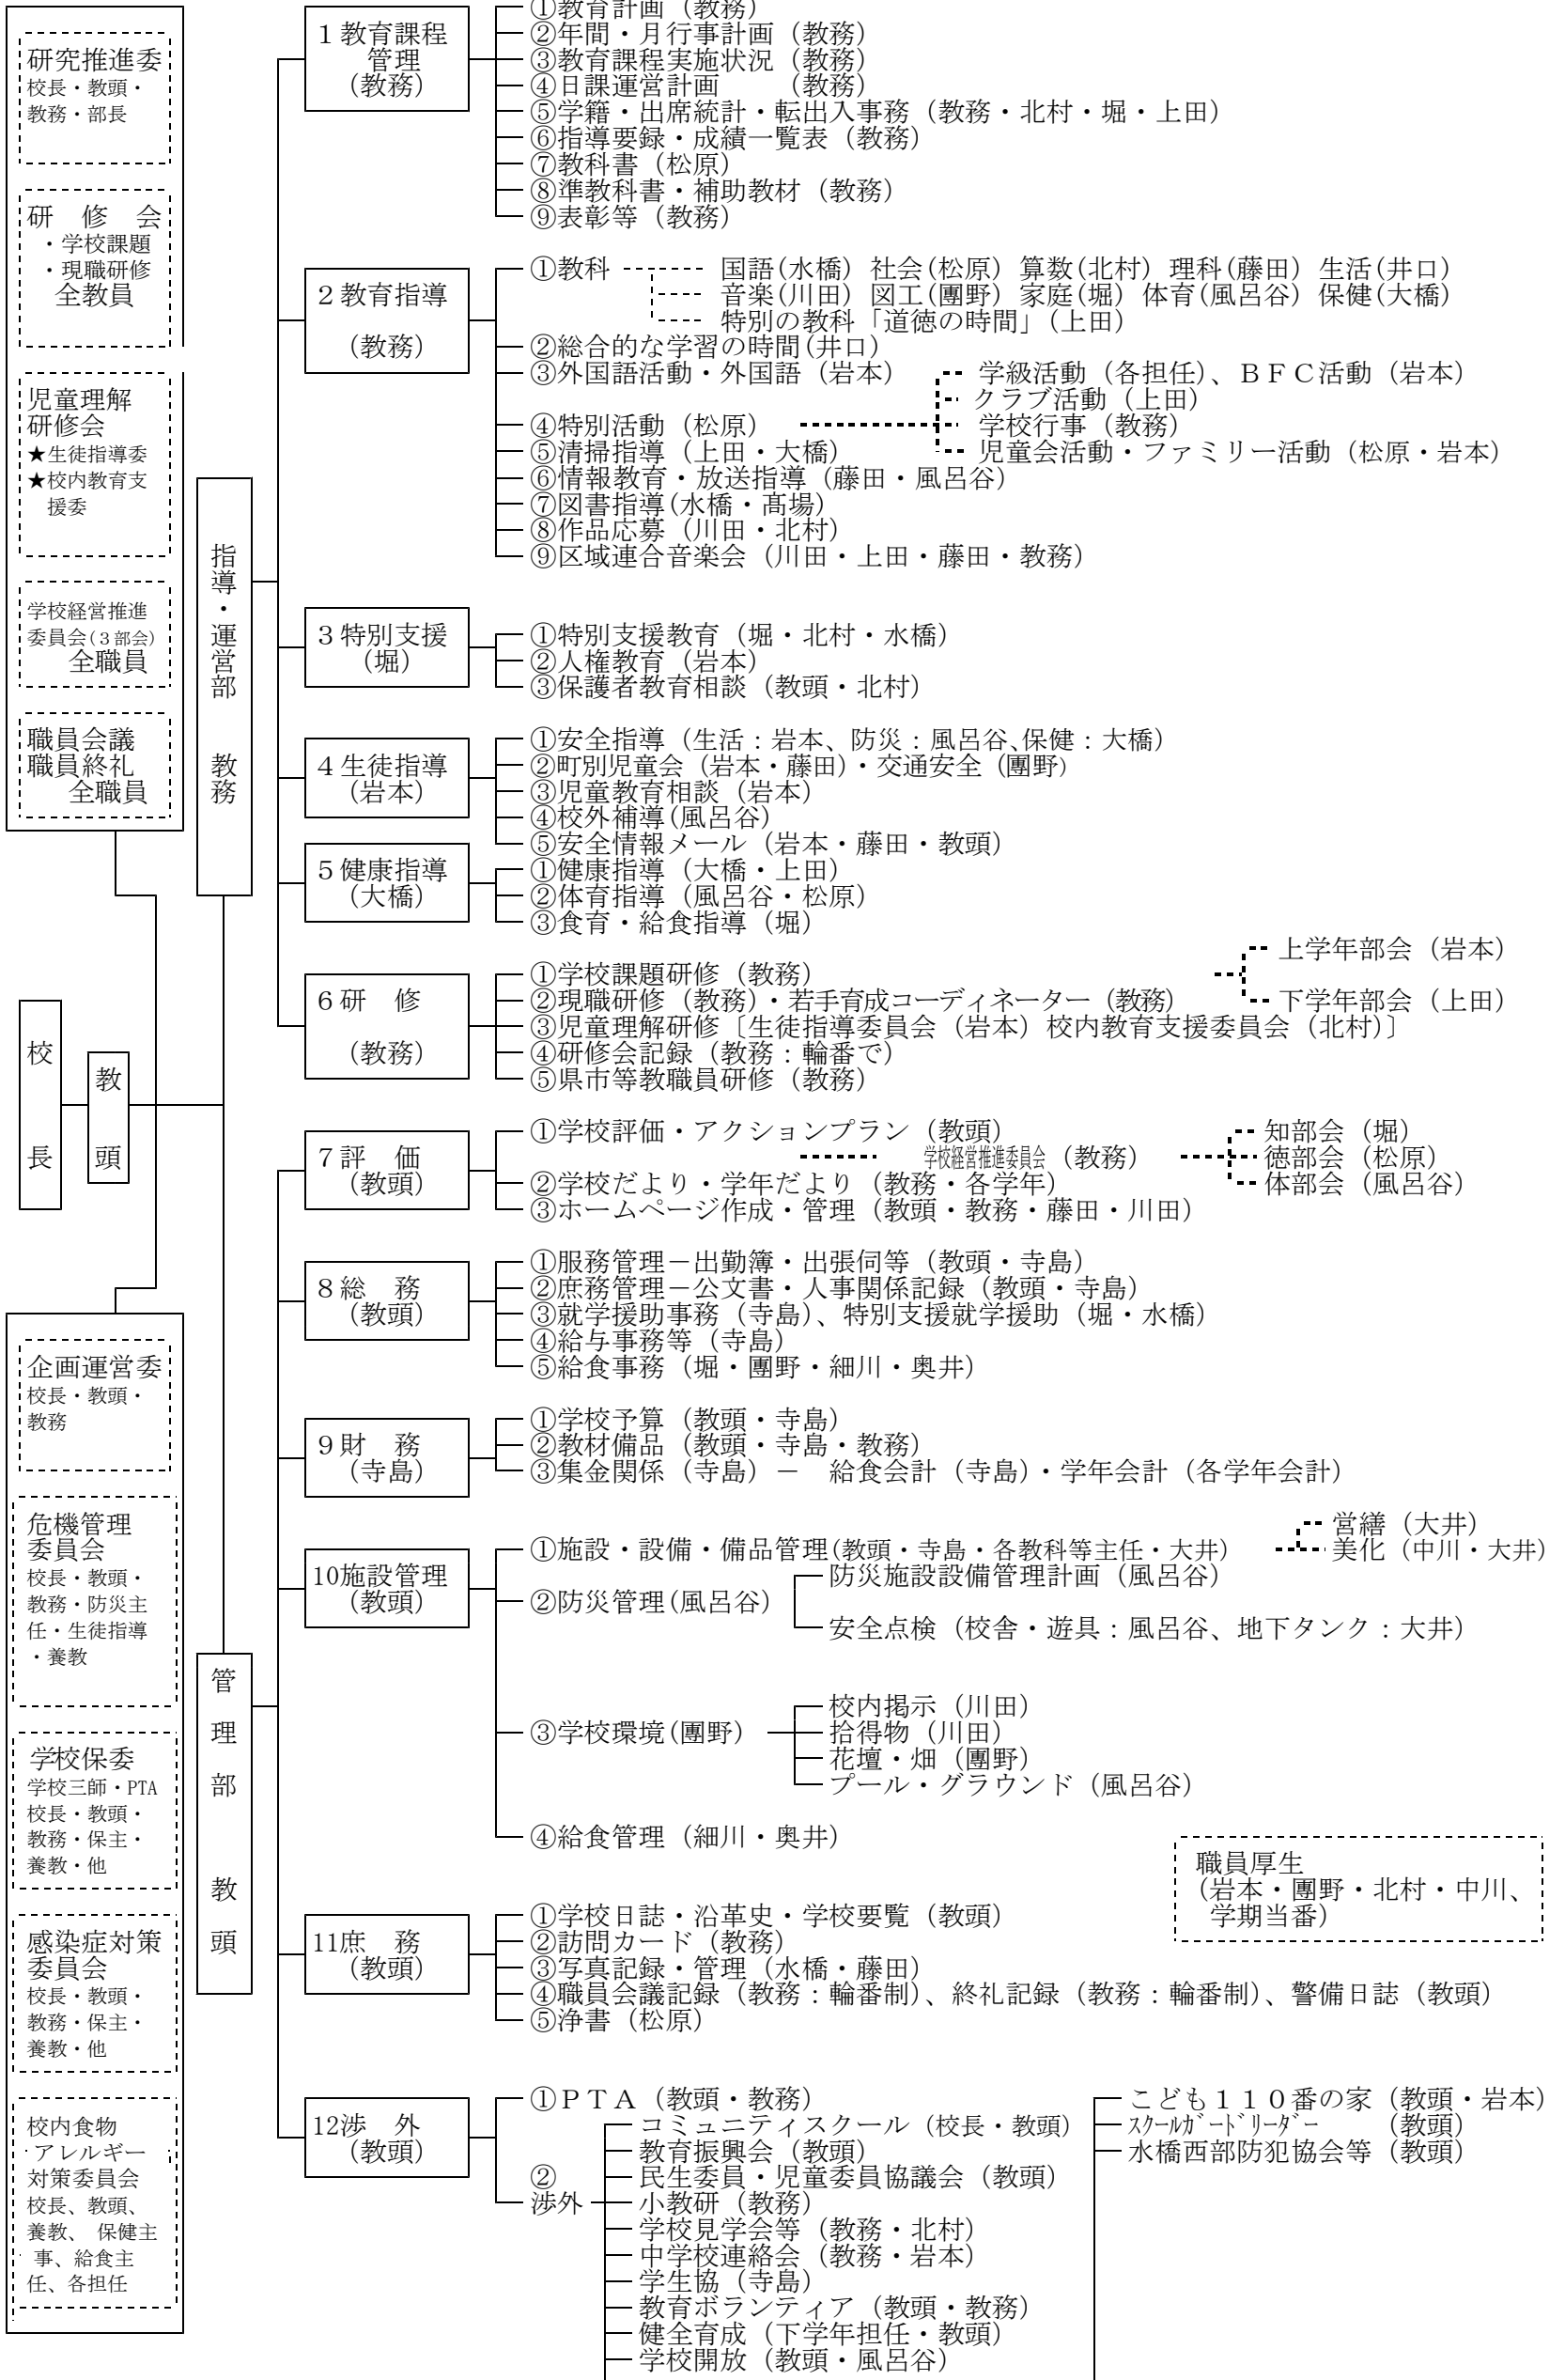 研究推進委
校長・教頭・
教務・部長
研　修　会
・学校課題
・現職研修
全教員
児童理解
研修会
★生徒指導委
★校内教育支
援委
学校経営推進
委員会(３部会)
全職員
職員会議
職員終礼
全職員
校　長
教　頭
企画運営委
校長・教頭・
教務
危機管理
委員会
校長・教頭・
教務・防災主
任・生徒指導
・養教
学校保委
学校三師・PTA
校長・教頭・
教務・保主・
養教・他
感染症対策
委員会
校長・教頭・
教務・保主・
養教・他
校内食物
アレルギー
対策委員会
校長、教頭、
養教、 保健主
事、給食主
任、各担任
指導・運営部　教務
管理部　教頭
１教育課程
管理
（教務）
①教育計画（教務）
②年間・月行事計画（教務）
③教育課程実施状況（教務）
④日課運営計画　　（教務）
⑤学籍・出席統計・転出入事務（教務・北村・堀・上田）
⑥指導要録・成績一覧表（教務）
⑦教科書（松原）
⑧準教科書・補助教材（教務）
⑨表彰等（教務）
２教育指導
（教務）
①教科
国語(水橋）社会(松原）算数(北村）理科(藤田）生活(井口）
音楽(川田）図工(團野）家庭(堀）体育(風呂谷）保健(大橋）
特別の教科「道徳の時間」（上田）
②総合的な学習の時間(井口）
③外国語活動・外国語（岩本）
学級活動（各担任）、ＢＦＣ活動（岩本）
クラブ活動（上田）
④特別活動（松原）
学校行事（教務）
⑤清掃指導（上田・大橋）
児童会活動・ファミリー活動（松原・岩本）
⑥情報教育・放送指導（藤田・風呂谷）
⑦図書指導(水橋・髙場）
⑧作品応募（川田・北村）
⑨区域連合音楽会（川田・上田・藤田・教務）
３特別支援
（堀）
①特別支援教育（堀・北村・水橋）
②人権教育（岩本）
③保護者教育相談（教頭・北村）
４生徒指導
（岩本）
①安全指導（生活：岩本、防災：風呂谷、保健：大橋）
②町別児童会（岩本・藤田）・交通安全（團野）
③児童教育相談（岩本）
④校外補導(風呂谷）
⑤安全情報メール（岩本・藤田・教頭）
５健康指導
（大橋）
①健康指導（大橋・上田）
②体育指導（風呂谷・松原）
③食育・給食指導（堀）
６研　修
（教務）
①学校課題研修（教務）
上学年部会（岩本）
②現職研修（教務）・若手育成コーディネーター（教務）
下学年部会（上田）
③児童理解研修〔生徒指導委員会（岩本）校内教育支援委員会（北村）〕
④研修会記録（教務：輪番で）
⑤県市等教職員研修（教務）
７評　価
（教頭）
①学校評価・アクションプラン（教頭）
学校経営推進委員会（教務）
知部会（堀）
徳部会（松原）
体部会（風呂谷）
②学校だより・学年だより（教務・各学年）
③ホームページ作成・管理（教頭・教務・藤田・川田）
８総　務
（教頭）
①服務管理－出勤簿・出張伺等（教頭・寺島）
②庶務管理－公文書・人事関係記録（教頭・寺島）
③就学援助事務（寺島）、特別支援就学援助（堀・水橋）
④給与事務等（寺島）
⑤給食事務（堀・團野・細川・奥井）
９財　務
（寺島）
①学校予算（教頭・寺島）
②教材備品（教頭・寺島・教務）
③集金関係（寺島）－　給食会計（寺島）・学年会計（各学年会計）
10施設管理
（教頭）
①施設・設備・備品管理(教頭・寺島・各教科等主任・大井）
営繕（大井）
美化（中川・大井）
②防災管理(風呂谷）
防災施設設備管理計画（風呂谷）
安全点検（校舎・遊具：風呂谷、地下タンク：大井）
③学校環境(團野）
校内掲示（川田）
拾得物（川田）
花壇・畑（團野）
プール・グラウンド（風呂谷）
④給食管理（細川・奥井）
職員厚生
（岩本・團野・北村・中川、
学期当番）
11庶　務
（教頭）
①学校日誌・沿革史・学校要覧（教頭）
②訪問カード（教務）
③写真記録・管理（水橋・藤田）
④職員会議記録（教務：輪番制）、終礼記録（教務：輪番制）、警備日誌（教頭）
⑤浄書（松原）
12渉　外
（教頭）
①ＰＴＡ（教頭・教務）
②
渉外
コミュニティスクール（校長・教頭）
教育振興会（教頭）
民生委員・児童委員協議会（教頭）
小教研（教務）
学校見学会等（教務・北村）
中学校連絡会（教務・岩本）
学生協（寺島）
教育ボランティア（教頭・教務）
健全育成（下学年担任・教頭）
学校開放（教頭・風呂谷）
こども１１０番の家（教頭・岩本）
ｽｸｰﾙｶﾞｰﾄﾞﾘｰﾀﾞｰ　　（教頭）
水橋西部防犯協会等（教頭）